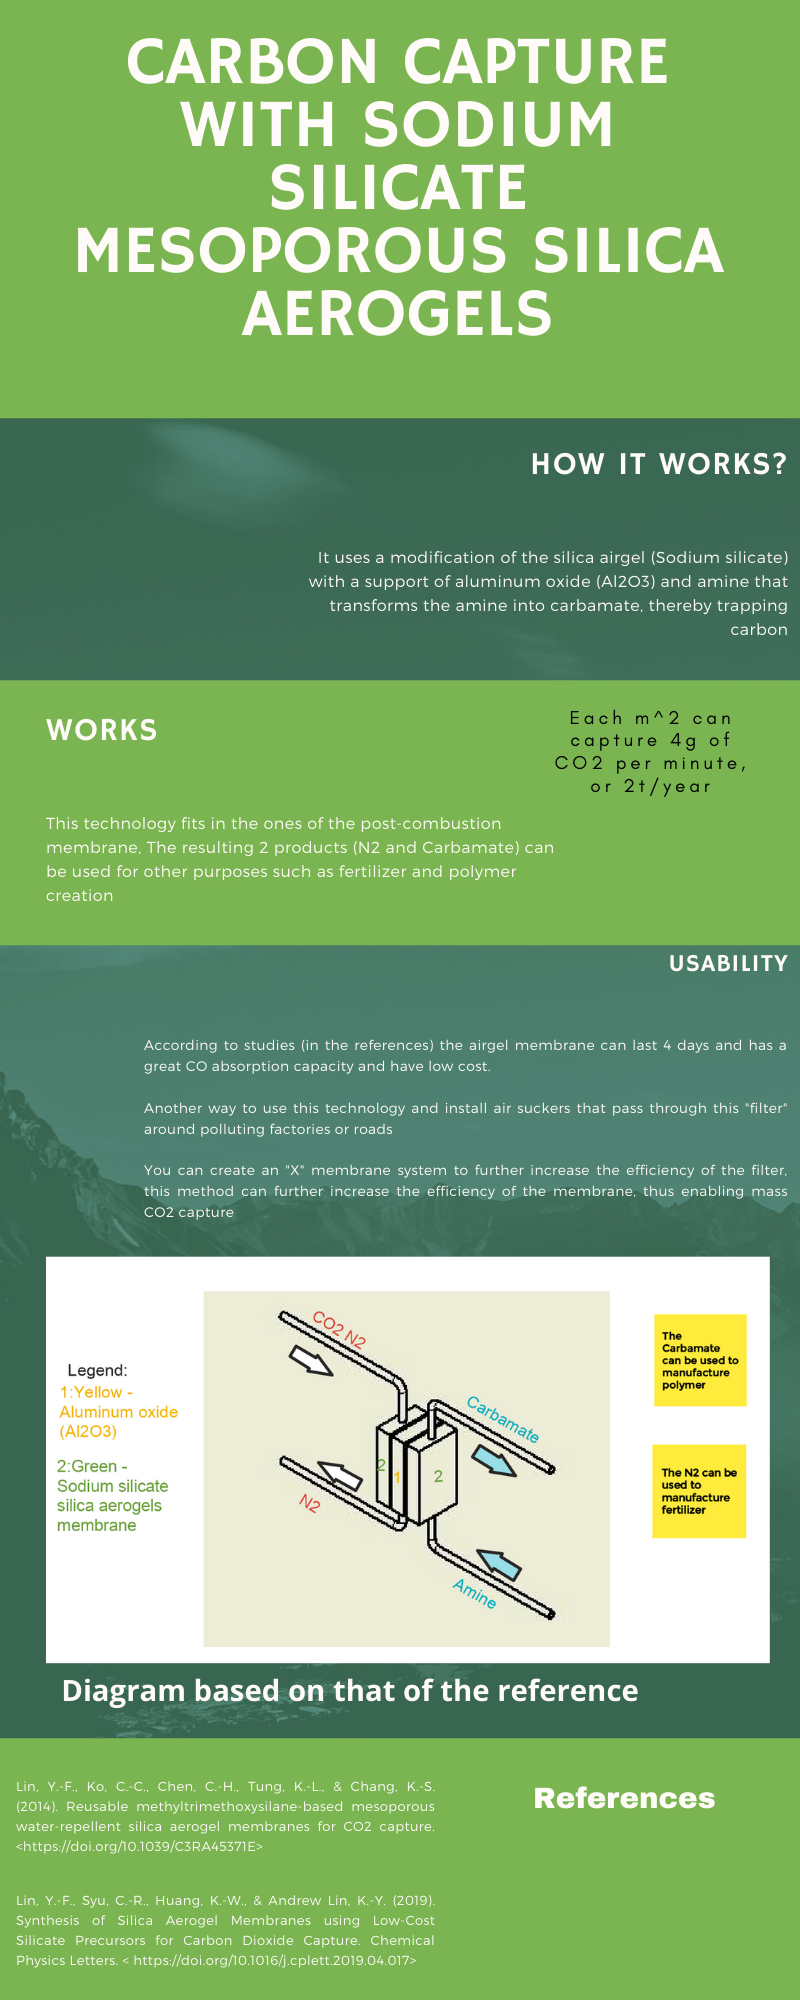 CARBON CAPTURE
WITH SODIUM
SILICATE
MESOPOROUS SILICA
AEROGELS
HOW IT WORKS?
It uses a modification of the silica airgel (Sodium silicate)
with a support of aluminum oxide (Al2O3) and amine that
transforms the amine into carbamate, thereby trapping
carbon
WORKS
Each m^2 can
capture 4g of
CO2 per minute,
or 2t/year
This technology fits in the ones of the post-combustion
membrane, The resulting 2 products (N2 and Carbamate) can
be used for other purposes such as fertilizer and polymer
creation
USABILITY
According to studies (in the references) the airgel membrane can last 4 days and has a
great CO absorption capacity and have low cost.
Another way to use this technology and install air suckers that pass through this "filter"
around polluting factories or roads
You can create an "X" membrane system to further increase the efficiency of the filter,
this method can further increase the efficiency of the membrane, thus enabling mass
CO2 capture
Legend:
1:Yellow -
Aluminum oxide
(Al2O3)
2:Green -
Sodium silicate
silica aerogels
membrane
CO2 N2
Carbamate
2
1
2
N2
Amine
The
Carbamate
can be used to
manufacture
polymer
The N2 can be
used to
manufacture
fertilizer
Diagram based on that of the reference
References
Lin, Y.-F., Ko, C.-C., Chen, C.-H., Tung, K.-L., & Chang, K.-S.
(2014). Reusable methyltrimethoxysilane-based mesoporous
water-repellent silica aerogel membranes for CO2 capture.
<https://doi.org/10.1039/C3RA45371E>
Lin, Y.-F., Syu, C.-R., Huang, K.-W., & Andrew Lin, K.-Y. (2019).
Synthesis of Silica Aerogel Membranes using Low-Cost
Silicate Precursors for Carbon Dioxide Capture. Chemical
Physics Letters. < https://doi.org/10.1016/j.cplett.2019.04.017>